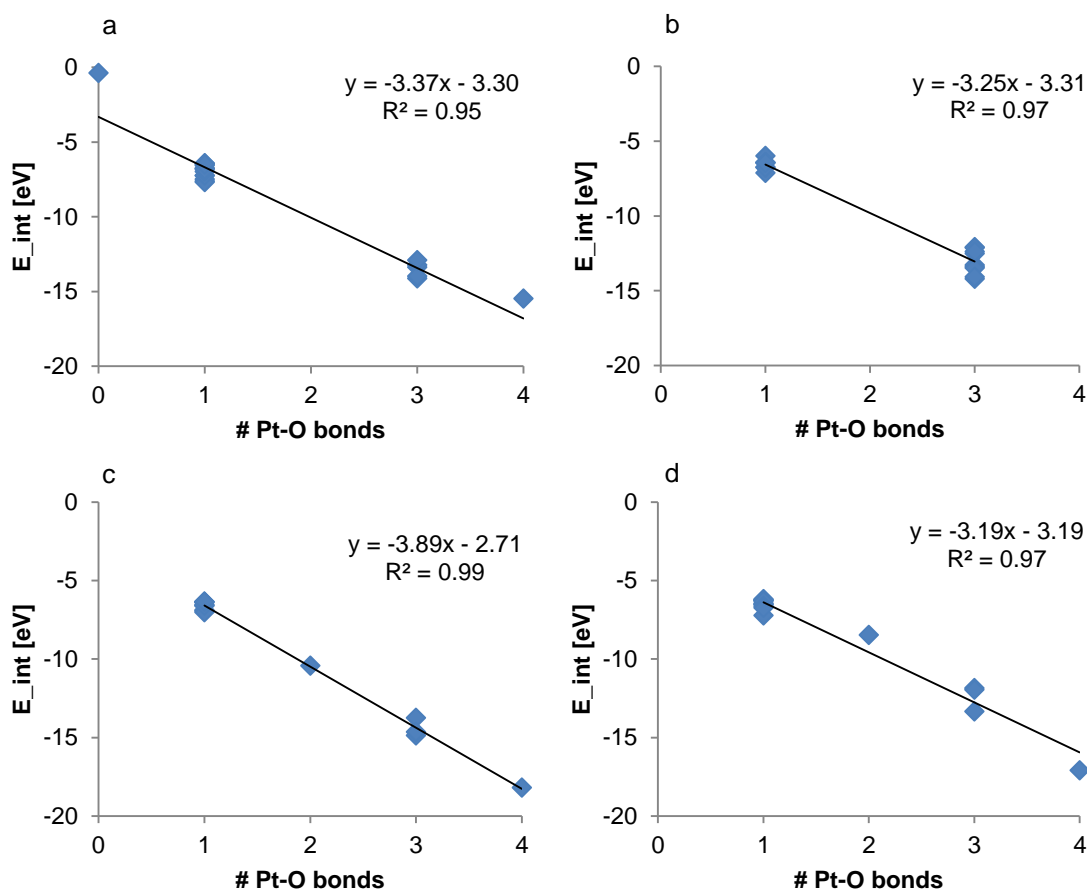 a
y = -3.37x - 3.30
R² = 0.95
0
-5
-10
-15
-20
E_int [eV]
0 1 2 3 4
# Pt-O bonds
b
y = -3.25x - 3.31
R² = 0.97
0
-5
-10
-15
-20
E_int [eV]
0 1 2 3 4
# Pt-O bonds
c
y = -3.89x - 2.71
R² = 0.99
0
-5
-10
-15
-20
E_int [eV]
0 1 2 3 4
# Pt-O bonds
d
y = -3.19x - 3.19
R² = 0.97
0
-5
-10
-15
-20
E_int [eV]
0 1 2 3 4
# Pt-O bonds